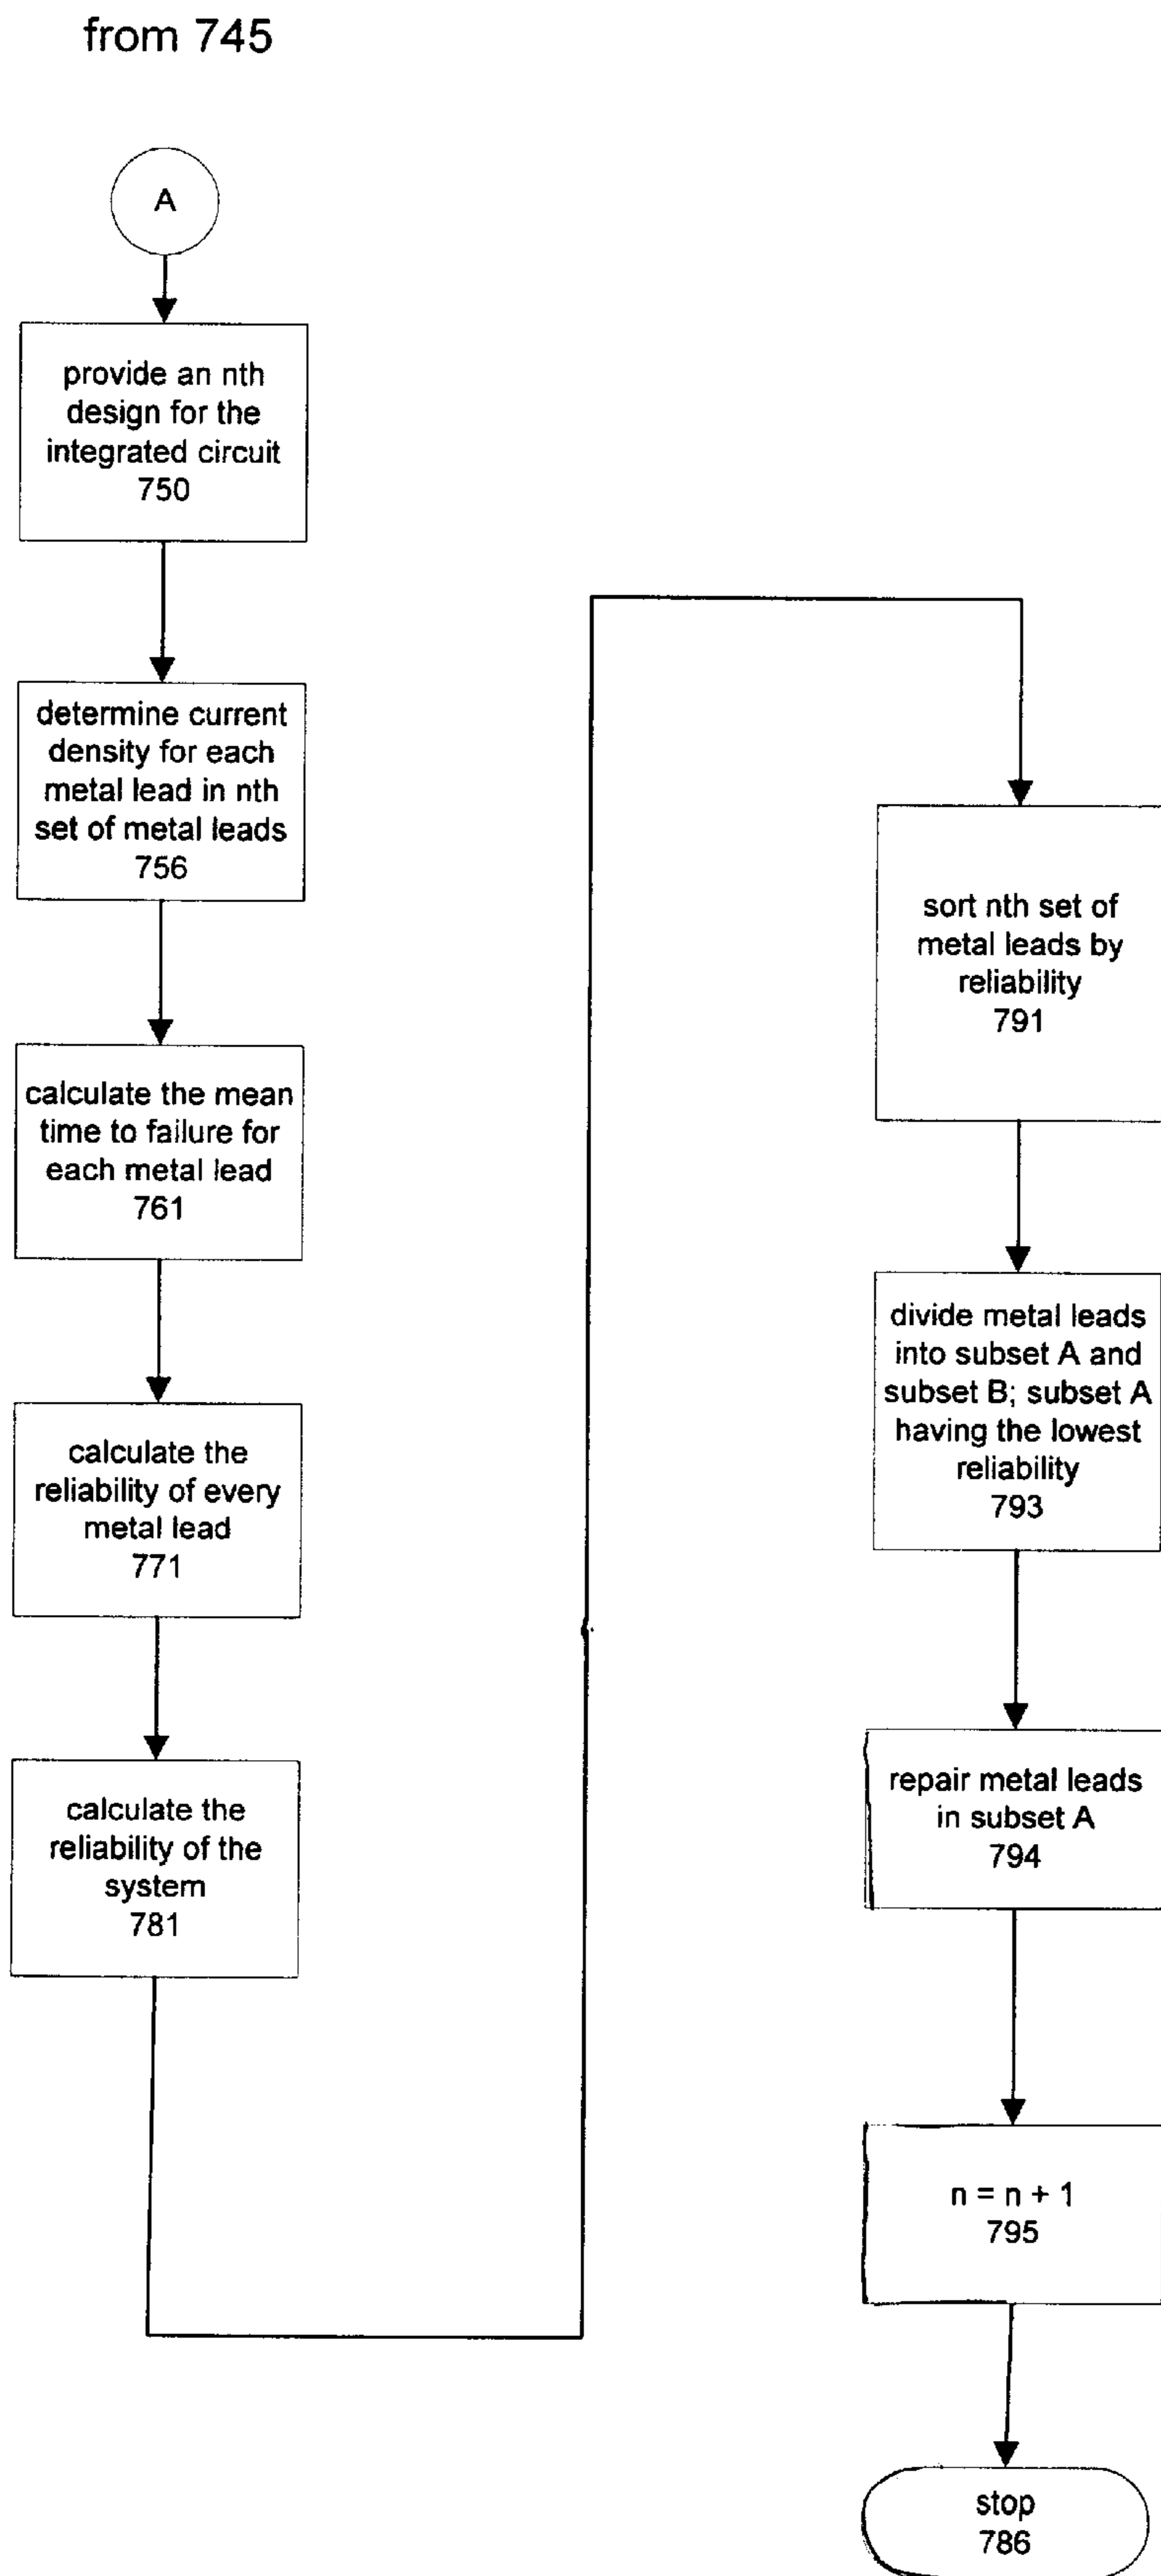 from 745
A
provide an nth
design for the
integrated circuit
750
determine current
density for each
metal lead in nth
set of metal leads
756
calculate the mean
time to failure for
each metal lead
761
calculate the
reliability of every
metal lead
771
calculate the
reliability of the
system
781
sort nth set of
metal leads by
reliability
791
divide metal leads
into subset A and
subset B; subset A
having the lowest
reliability
793
repair metal leads
in subset A
794
n = n + 1
795
stop
786